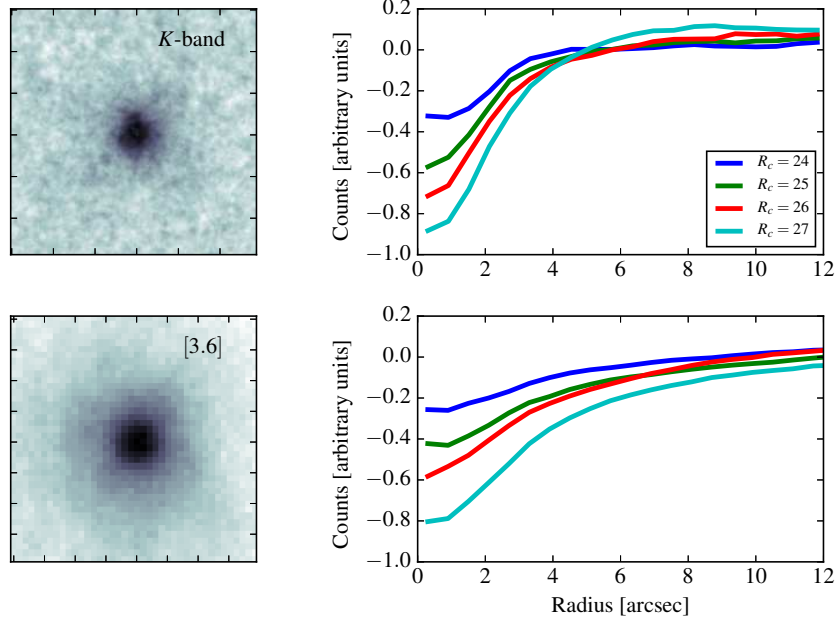 K-band
0.2
0.0
−0.2
−0.4
−0.6
−0.8
−1.0
Counts [arbitrary units]
R_c = 24
R_c = 25
R_c = 26
R_c = 27
0 2 4 6 8 10 12
[3.6]
0.2
0.0
−0.2
−0.4
−0.6
−0.8
−1.0
Counts [arbitrary units]
0 2 4 6 8 10 12
Radius [arcsec]